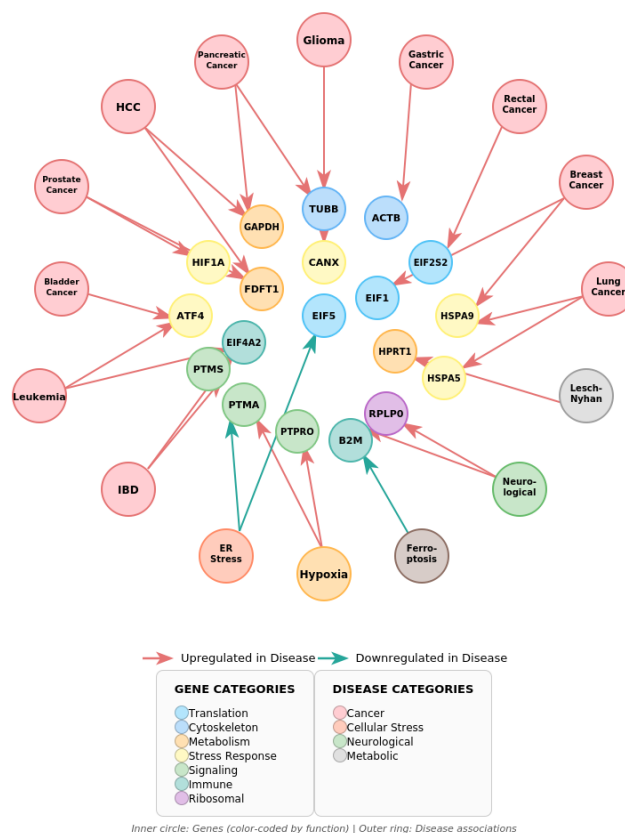 Glioma
Pancreatic
Cancer
Gastric
Cancer
HCC
Rectal
Cancer
Prostate
Cancer
Breast
Cancer
TUBB
ACTB
GAPDH
HIF1A
CANX
EIF2S2
Bladder
Cancer
FDFT1
EIF1
Lung
Cancer
ATF4
EIF5
HSPA9
EIF4A2
HPRT1
PTMS
HSPA5
Leukemia
PTMA
RPLP0
Lesch-
Nyhan
PTPRO
B2M
IBD
Neuro-
logical
ER
Stress
Hypoxia
Ferro-
ptosis
Upregulated in Disease
Downregulated in Disease
GENE CATEGORIES
Translation
Cytoskeleton
Metabolism
Stress Response
Signaling
Immune
Ribosomal
DISEASE CATEGORIES
Cancer
Cellular Stress
Neurological
Metabolic
Inner circle: Genes (color-coded by function) | Outer ring: Disease associations